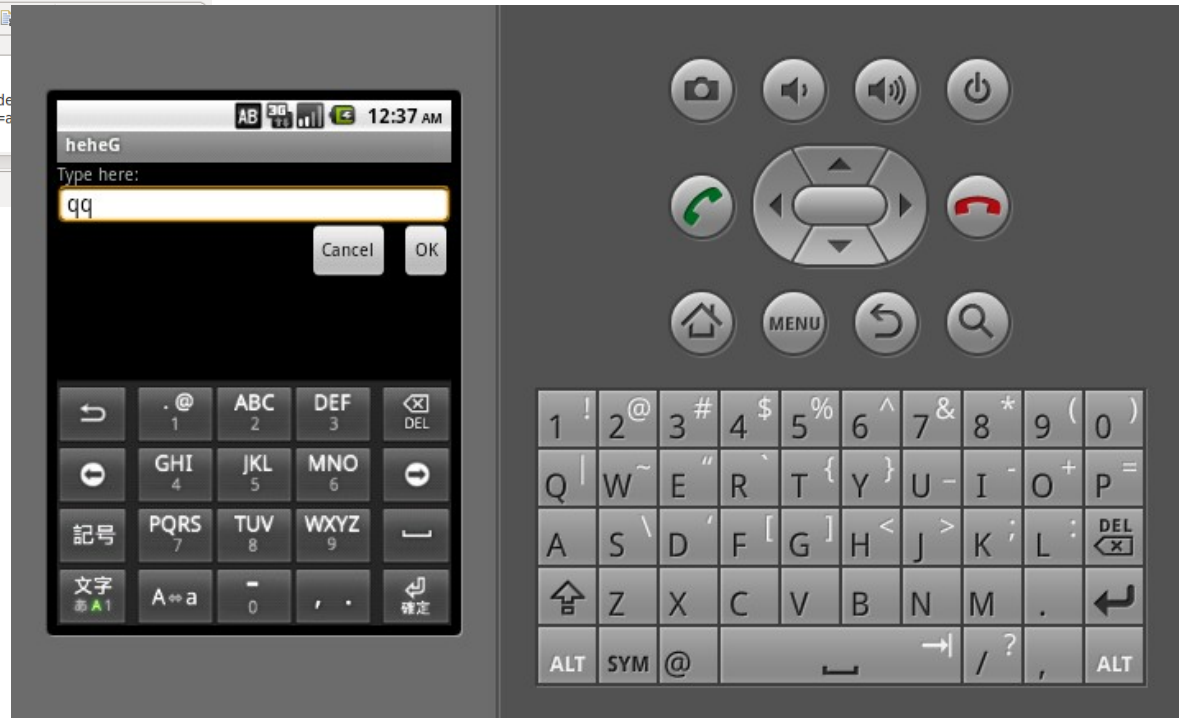 de
=a
AB 3G 12:37 AM
heheG
Type here:
qq
Cancel OK
. @ ABC DEF DEL
1 2 3
GHI JKL MNO
4 5 6
記号 PQRS TUV WXYZ
7 8 9
文字 A⇔a - , . 確定
あA1 0
MENU
1 ! 2 @ 3 # 4 $ 5 % 6 ^ 7 & 8 * 9 ( 0 )
Q | W ~ E " R ` T { Y } U _ I - O + P =
A S \ D ' F [ G ] H < J > K ; L : DEL
Z X C V B N M .
ALT SYM @ / ? , ALT